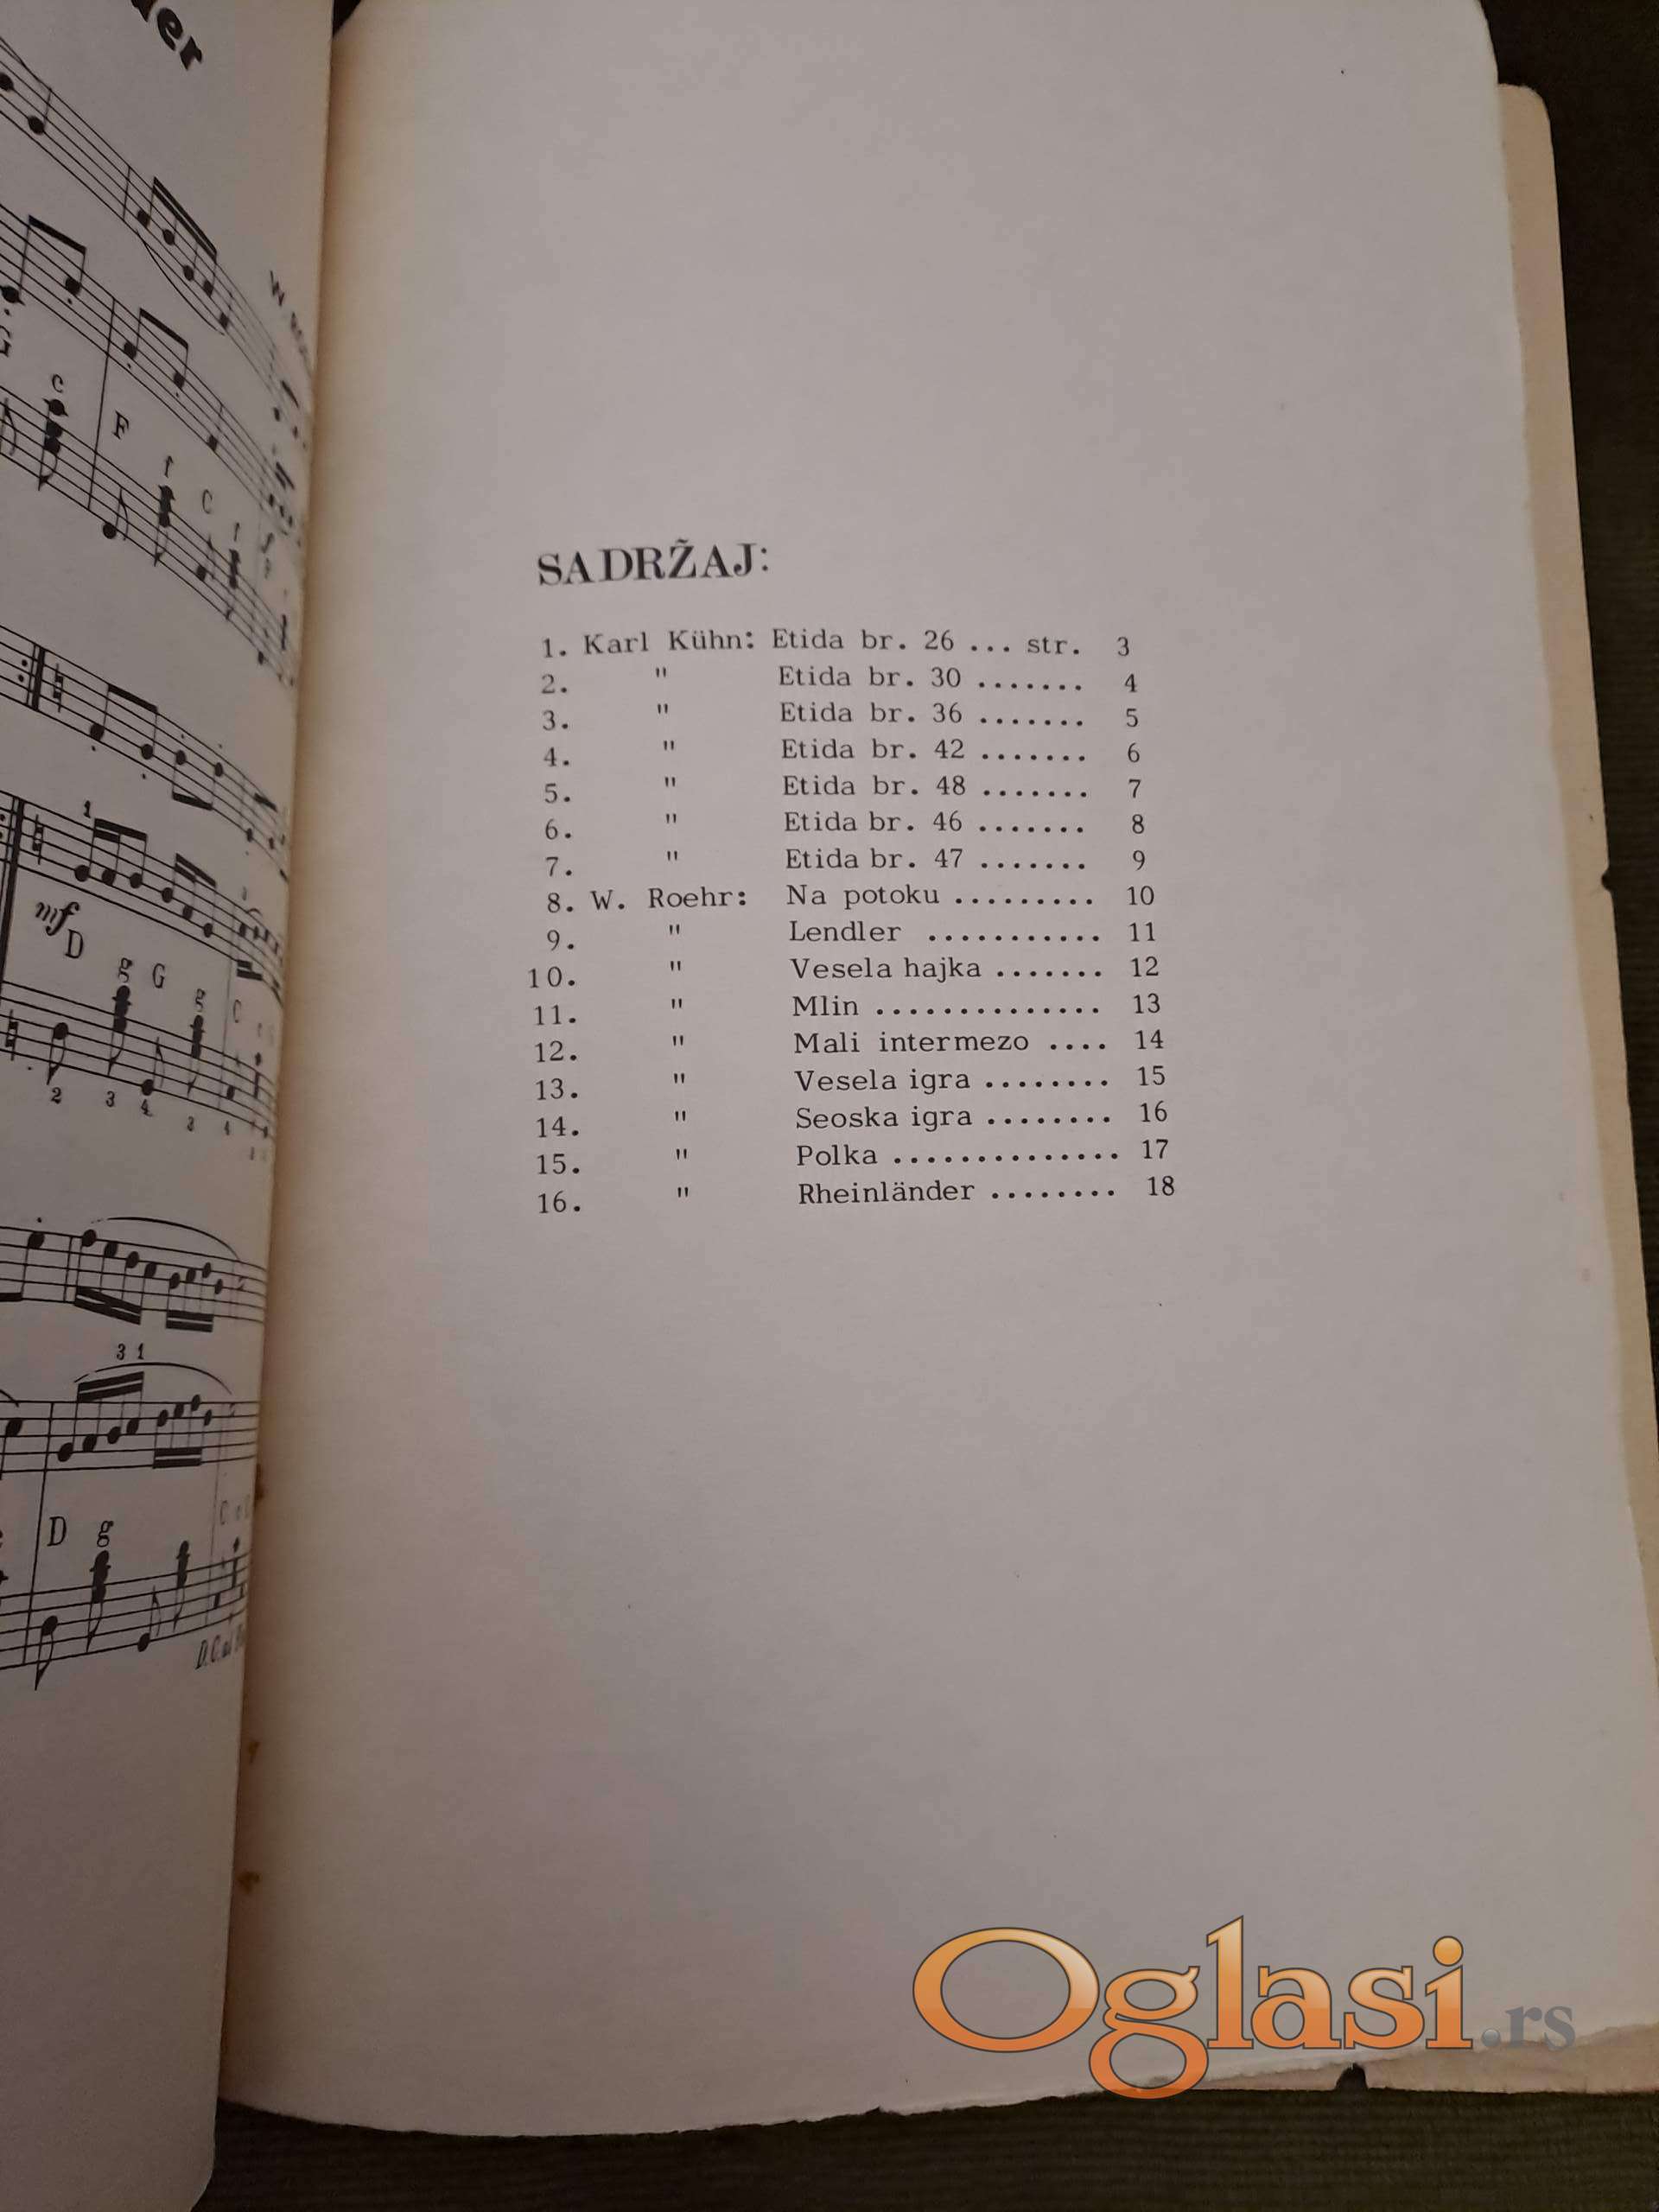 SADRŽAJ:
1. Karl Kühn: Etida br. 26 ... str. 3
2. " Etida br. 30 ....... 4
3. " Etida br. 36 ....... 5
4. " Etida br. 42 ....... 6
5. " Etida br. 48 ....... 7
6. " Etida br. 46 ....... 8
7. " Etida br. 47 ....... 9
8. W. Roehr: Na potoku ......... 10
9. " Lendler ........... 11
10. " Vesela hajka ....... 12
11. " Mlin .............. 13
12. " Mali intermezo .... 14
13. " Vesela igra ........ 15
14. " Seoska igra ........ 16
15. " Polka .............. 17
16. " Rheinländer ........ 18
Oglasi.rs